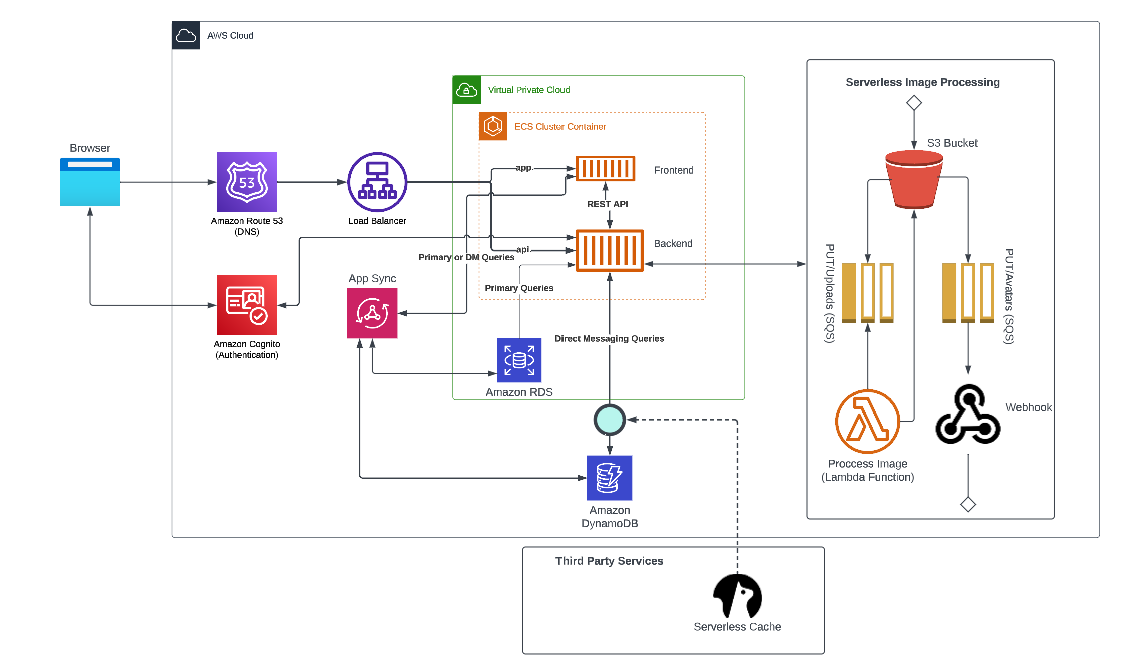 AWS Cloud
Serverless Image Processing
Virtual Private Cloud
ECS Cluster Container
S3 Bucket
Browser
53
app
Frontend
REST API
Amazon Route 53
(DNS)
Load Balancer
Backend
api
Primary or DM Queries
App Sync
Primary Queries
PUT/Uploads (SQS)
PUT/Avatars (SQS)
Amazon Cognito
(Authentication)
Direct Messaging Queries
Amazon RDS
Webhook
Proccess Image
(Lambda Function)
Amazon
DynamoDB
Third Party Services
Serverless Cache